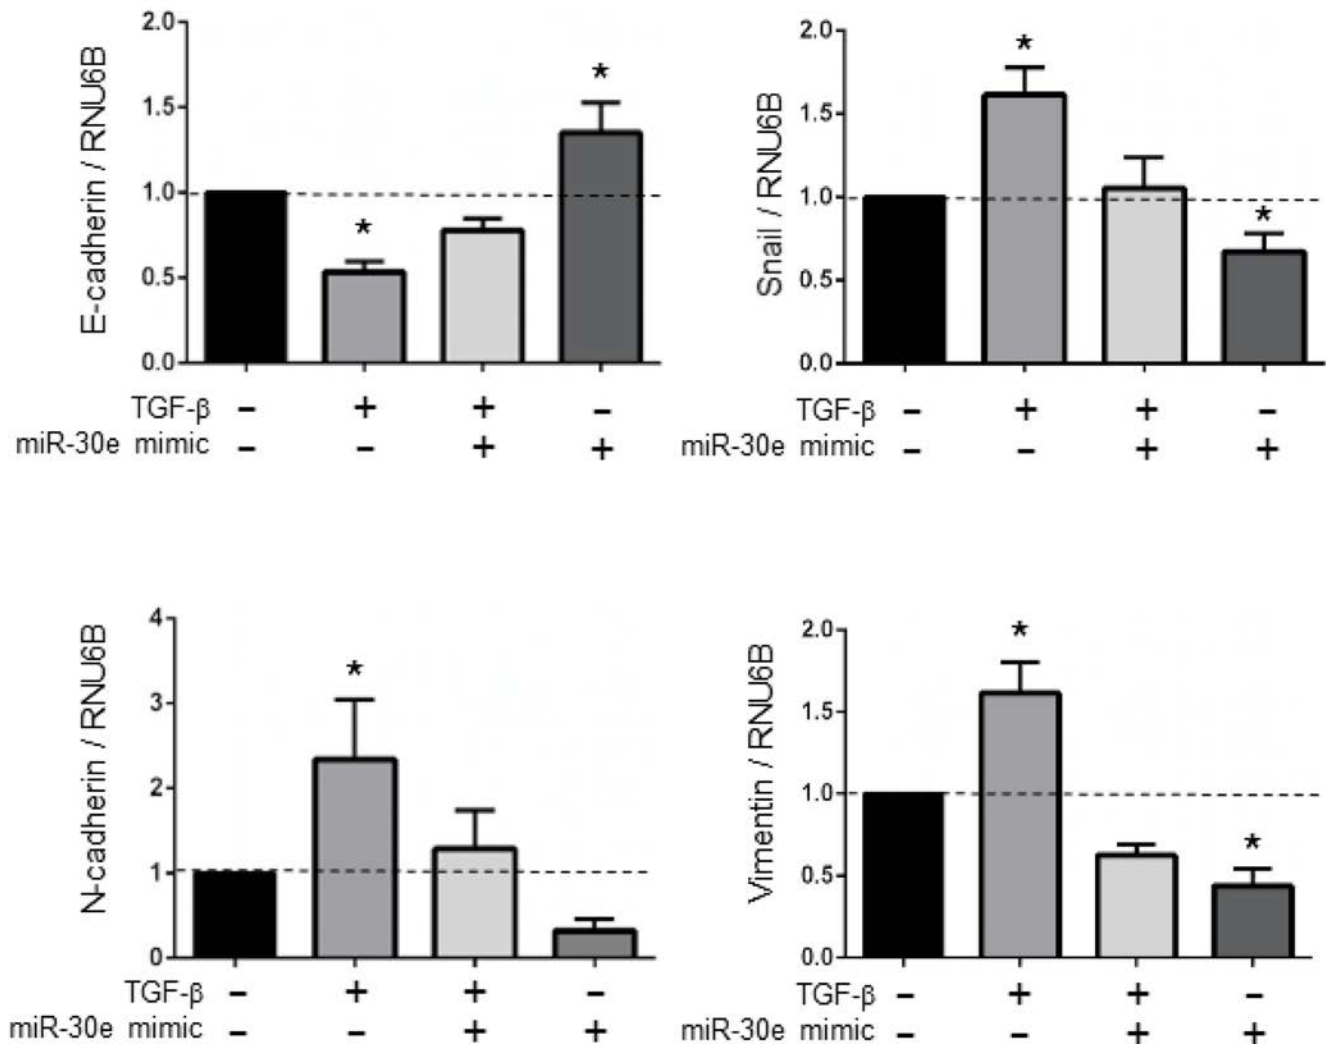 E-cadherin / RNU6B
2.0
*
1.5
1.0
*
0.5
0.0
TGF-β - + + -
miR-30e mimic - - + +
Snail / RNU6B
2.0
*
1.5
1.0
*
0.5
0.0
TGF-β - + + -
miR-30e mimic - - + +
N-cadherin / RNU6B
4
*
3
2
1
0
TGF-β - + + -
miR-30e mimic - - + +
Vimentin / RNU6B
2.0
*
1.5
1.0
*
0.5
0.0
TGF-β - + + -
miR-30e mimic - - + +